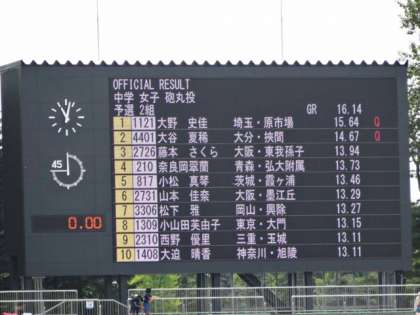 OFFICIAL RESULT
中学 女子 砲丸投
予選 2組 GR 16.14
1 1121 大野 史佳 埼玉・原市場 15.64 Q
2 4401 大谷 夏稀 大分・挾間 14.67 Q
3 2726 藤本 さくら 大阪・東我孫子 13.94
4 210 奈良岡翠蘭 青森・弘大附属 13.73
5 817 小松 真琴 茨城・霞ヶ浦 13.46
6 2731 山本 佳奈 大阪・墨江丘 13.29
7 3306 松下 雅 岡山・興除 13.27
8 1309 小山田芙由子 東京・大門 13.15
9 2310 西野 優里 三重・玉城 13.11
10 1408 大迫 晴香 神奈川・旭陵 13.11
45
0.00